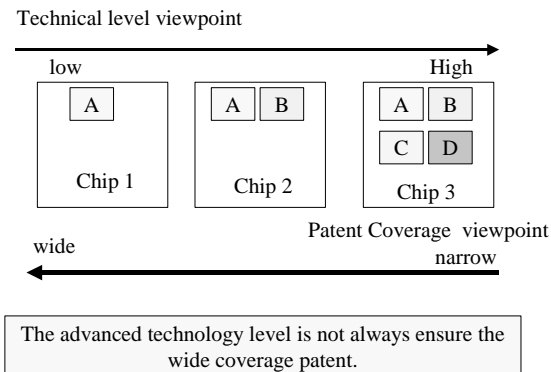 Technical level viewpoint
low
High
A
A B
A B
C D
Chip 1
Chip 2
Chip 3
Patent Coverage viewpoint
wide
narrow
The advanced technology level is not always ensure the
wide coverage patent.